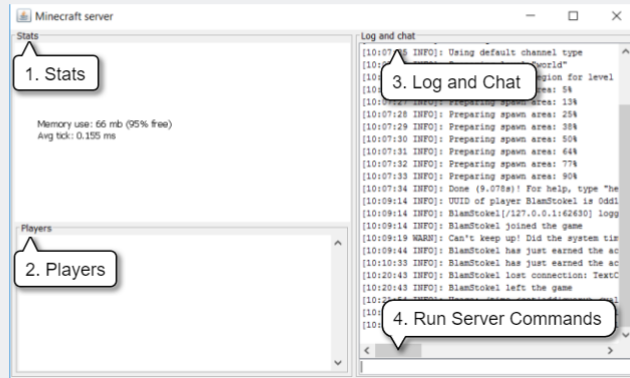 Minecraft server
Stats
1. Stats
Memory use: 66 mb (95% free)
Avg tick: 0.155 ms
Players
2. Players
Log and chat
INFO]: Using default channel type
world"
3. Log and Chat
egion for level
area: 5%
INFO]: Preparing spawn area: 13%
[10:07:28 INFO]: Preparing spawn area: 25%
[10:07:29 INFO]: Preparing spawn area: 38%
[10:07:30 INFO]: Preparing spawn area: 50%
[10:07:31 INFO]: Preparing spawn area: 64%
[10:07:32 INFO]: Preparing spawn area: 77%
[10:07:33 INFO]: Preparing spawn area: 90%
[10:07:34 INFO]: Done (9.078s)! For help, type "he
[10:09:14 INFO]: UUID of player BlamStokel is 0dd1
[10:09:14 INFO]: BlamStokel[/127.0.0.1:62630] logg
[10:09:14 INFO]: BlamStokel joined the game
[10:09:19 WARN]: Can't keep up! Did the system tim
[10:09:44 INFO]: BlamStokel has just earned the ac
[10:10:33 INFO]: BlamStokel has just earned the ac
[10:20:43 INFO]: BlamStokel lost connection: TextC
[10:20:43 INFO]: BlamStokel left the game
4. Run Server Commands